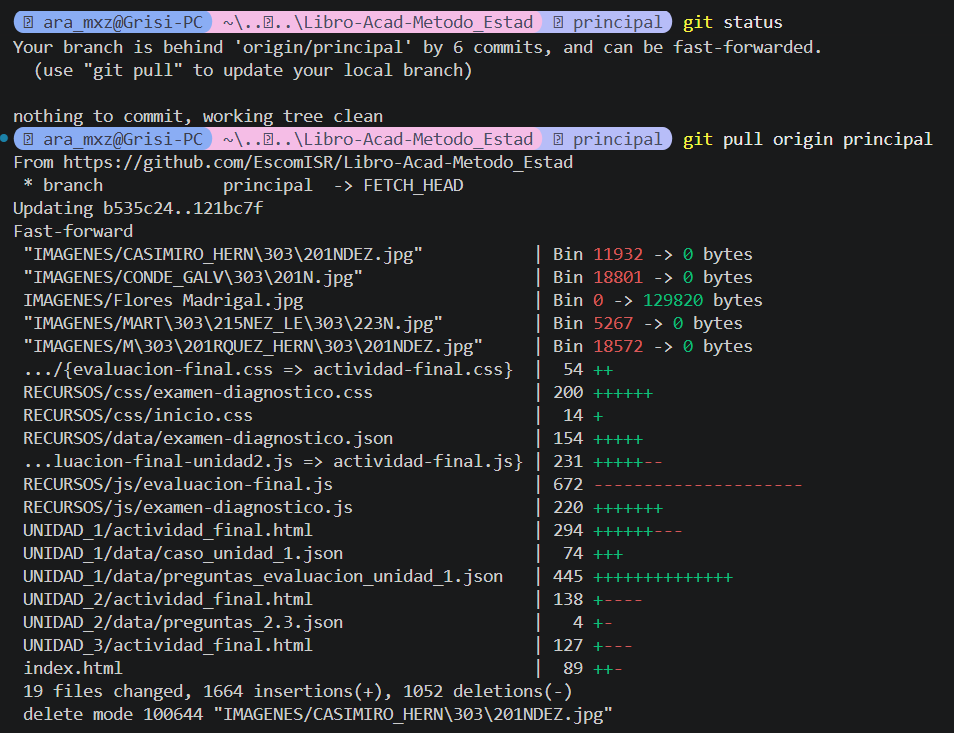 ara_mxz@Grisi-PC ~\..\..\Libro-Acad-Metodo_Estad principal git status
Your branch is behind 'origin/principal' by 6 commits, and can be fast-forwarded.
  (use "git pull" to update your local branch)

nothing to commit, working tree clean
ara_mxz@Grisi-PC ~\..\..\Libro-Acad-Metodo_Estad principal git pull origin principal
From https://github.com/EscomISR/Libro-Acad-Metodo_Estad
 * branch            principal  -> FETCH_HEAD
Updating b535c24..121bc7f
Fast-forward
 "IMAGENES/CASIMIRO_HERN\303\201NDEZ.jpg"           | Bin 11932 -> 0 bytes
 "IMAGENES/CONDE_GALV\303\201N.jpg"                 | Bin 18801 -> 0 bytes
 IMAGENES/Flores Madrigal.jpg                       | Bin 0 -> 129820 bytes
 "IMAGENES/MART\303\215NEZ_LE\303\223N.jpg"         | Bin 5267 -> 0 bytes
 "IMAGENES/M\303\201RQUEZ_HERN\303\201NDEZ.jpg"     | Bin 18572 -> 0 bytes
 .../{evaluacion-final.css => actividad-final.css}  |  54 ++
 RECURSOS/css/examen-diagnostico.css                | 200 ++++++
 RECURSOS/css/inicio.css                            |  14 +
 RECURSOS/data/examen-diagnostico.json              | 154 +++++
 ...luacion-final-unidad2.js => actividad-final.js} | 231 +++++--
 RECURSOS/js/evaluacion-final.js                    | 672 ---------------------
 RECURSOS/js/examen-diagnostico.js                  | 220 +++++++
 UNIDAD_1/actividad_final.html                      | 294 ++++++---
 UNIDAD_1/data/caso_unidad_1.json                   |  74 +++
 UNIDAD_1/data/preguntas_evaluacion_unidad_1.json   | 445 ++++++++++++++
 UNIDAD_2/actividad_final.html                      | 138 +----
 UNIDAD_2/data/preguntas_2.3.json                   |   4 +-
 UNIDAD_3/actividad_final.html                      | 127 +---
 index.html                                         |  89 ++-
 19 files changed, 1664 insertions(+), 1052 deletions(-)
 delete mode 100644 "IMAGENES/CASIMIRO_HERN\303\201NDEZ.jpg"